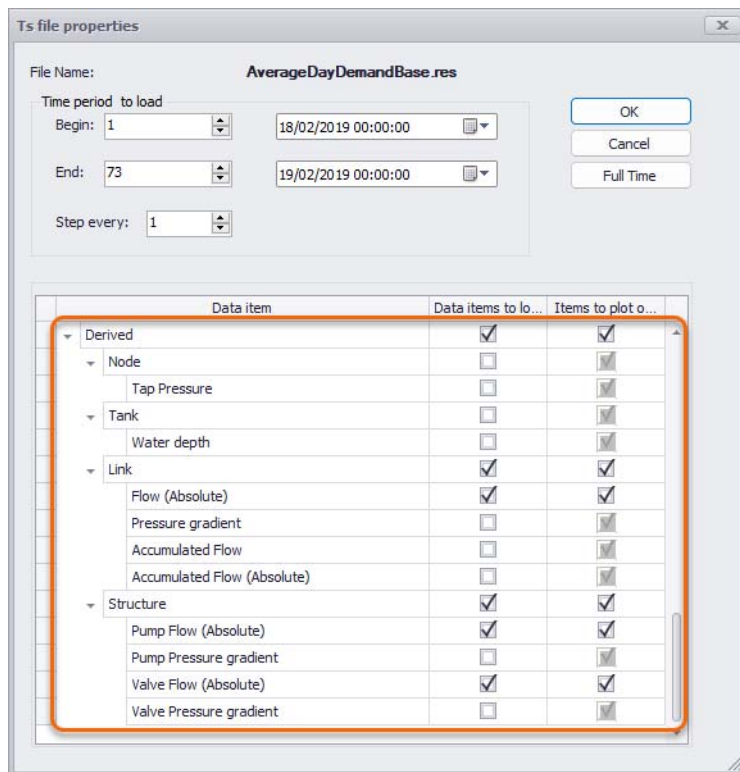 Ts file properties
File Name: AverageDayDemandBase.res
Time period to load
Begin: 1 18/02/2019 00:00:00
OK
Cancel
End: 73 19/02/2019 00:00:00
Full Time
Step every: 1
Data item Data items to lo... Items to plot o...
Derived
Node
Tap Pressure
Tank
Water depth
Link
Flow (Absolute)
Pressure gradient
Accumulated Flow
Accumulated Flow (Absolute)
Structure
Pump Flow (Absolute)
Pump Pressure gradient
Valve Flow (Absolute)
Valve Pressure gradient